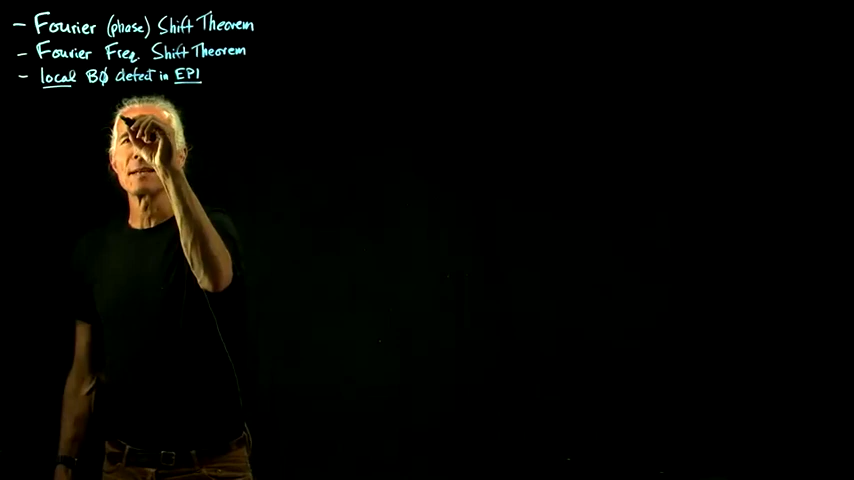 - Fourier (phase) Shift Theorem
- Fourier Freq. Shift Theorem
- local BØ defect in EPI